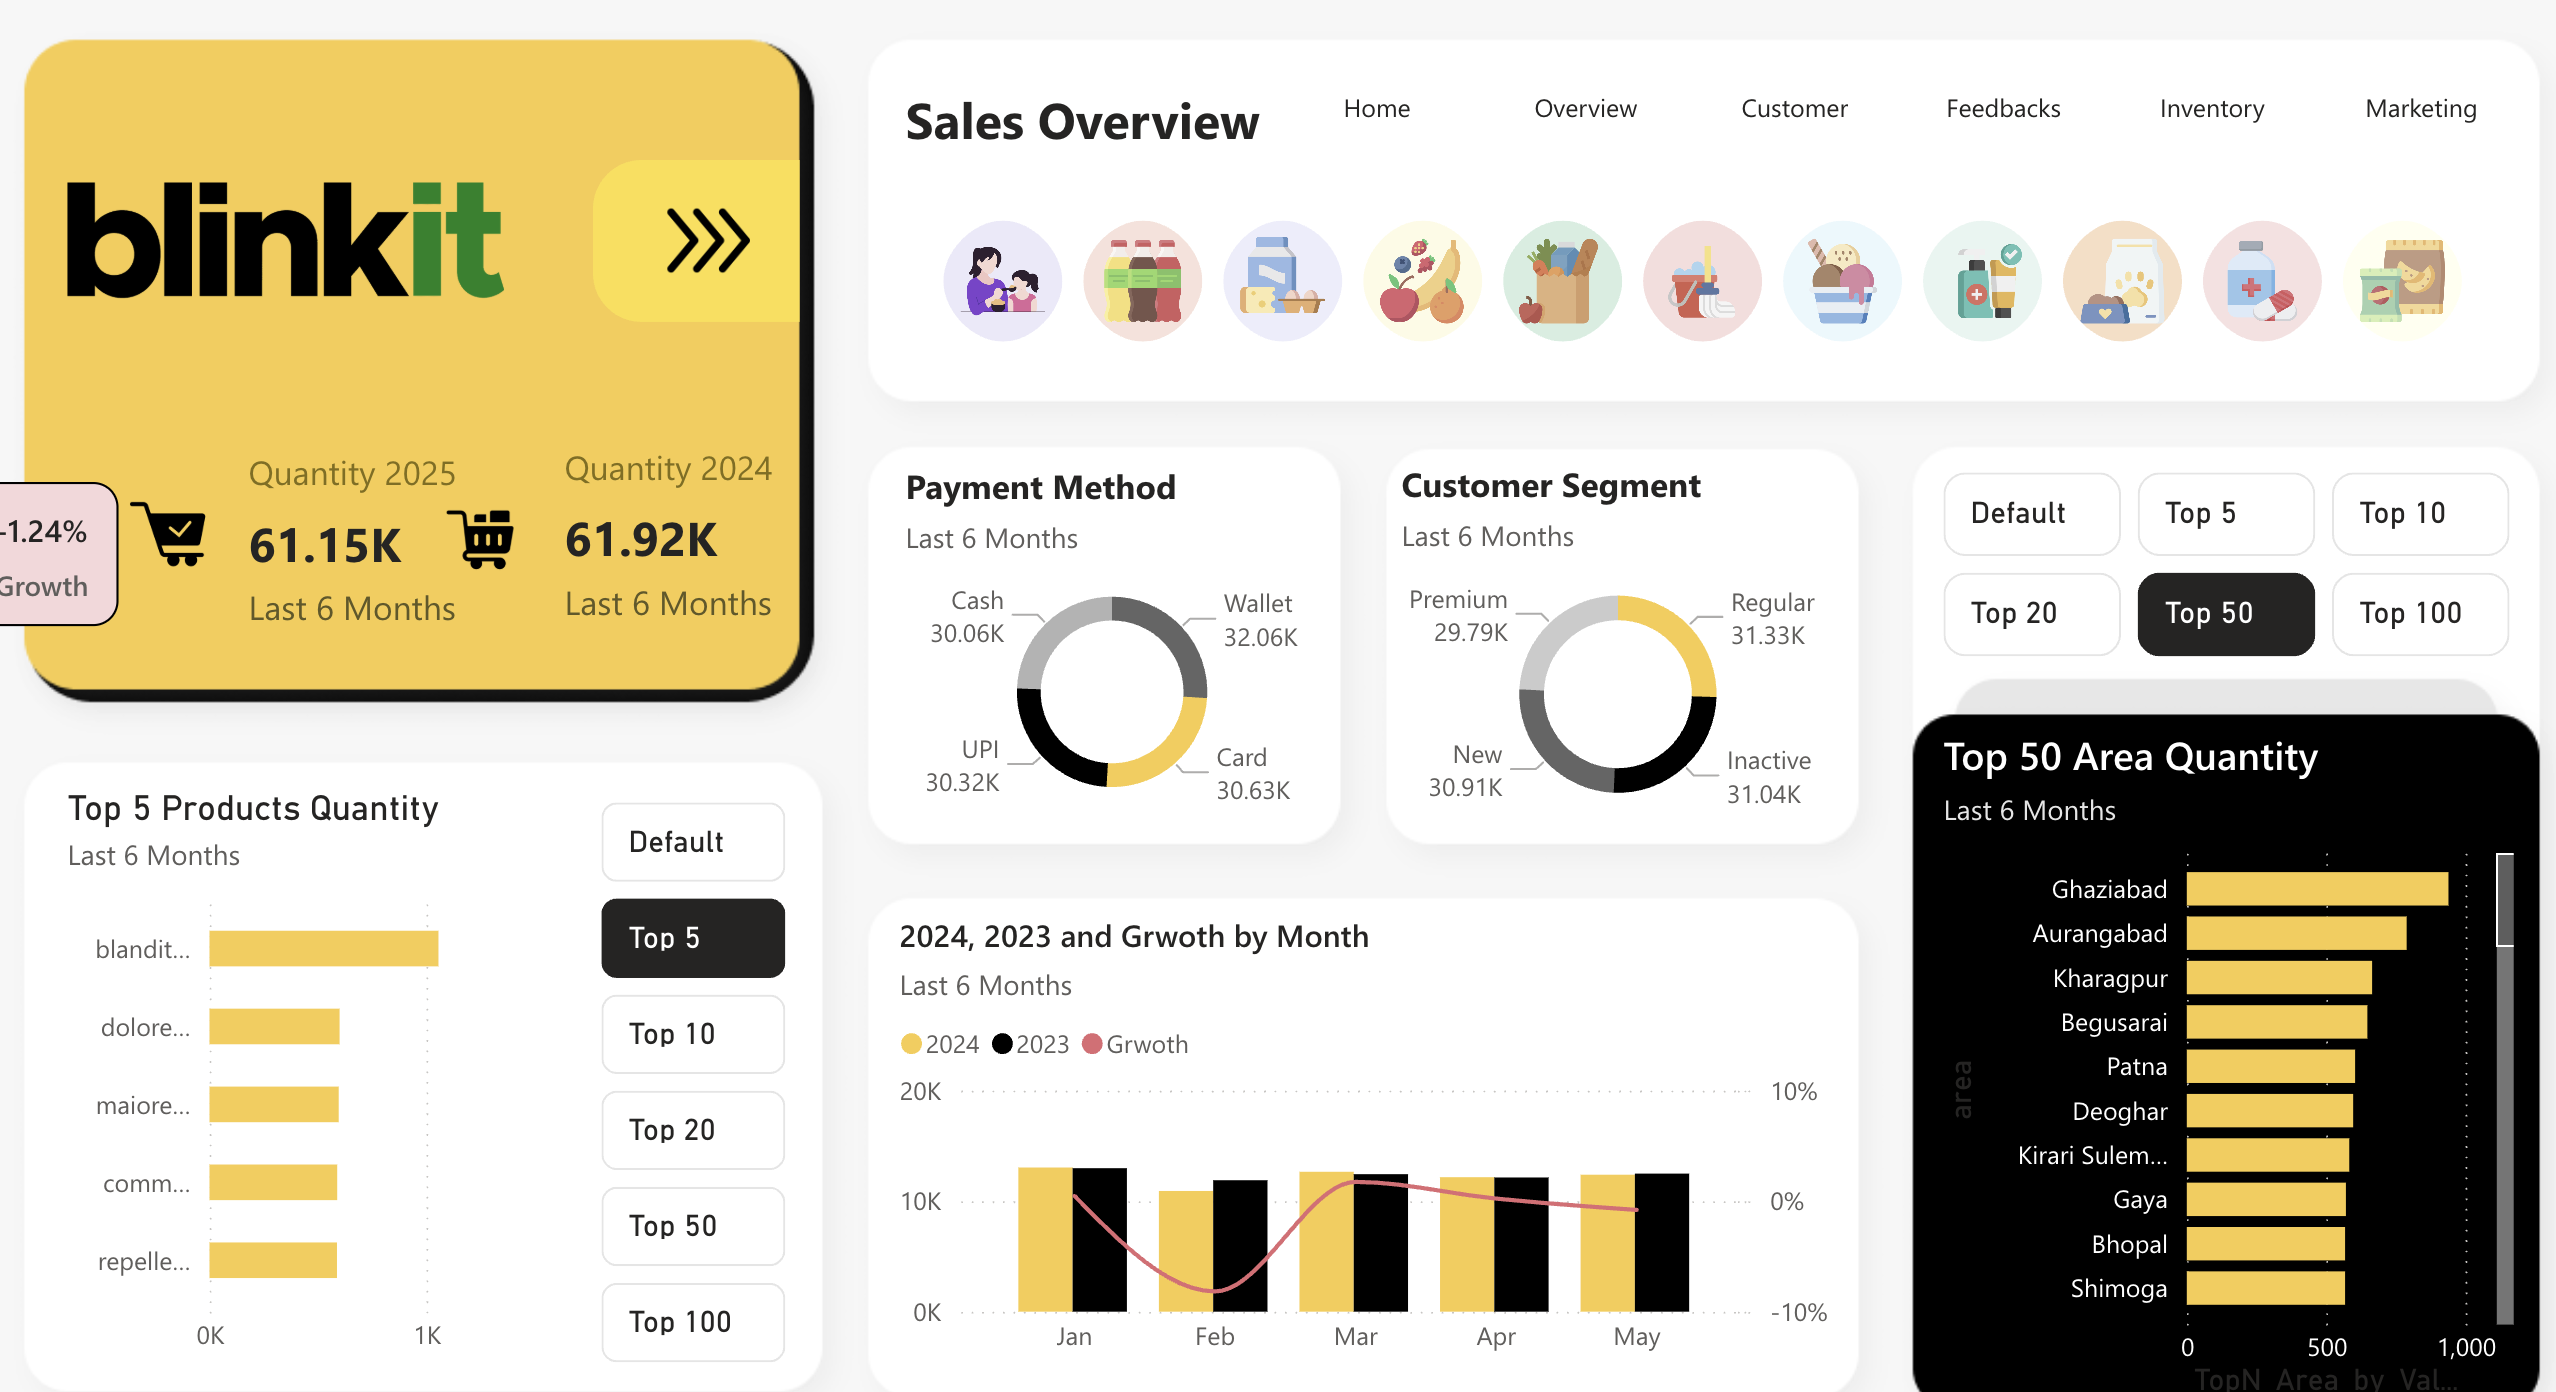 blinkit
Quantity 2025
61.15K
Last 6 Months
Quantity 2024
61.92K
Last 6 Months
-1.24%
Growth
Sales Overview
Home
Overview
Customer
Feedbacks
Inventory
Marketing
Payment Method
Last 6 Months
Cash
30.06K
Wallet
32.06K
UPI
30.32K
Card
30.63K
Customer Segment
Last 6 Months
Premium
29.79K
Regular
31.33K
New
30.91K
Inactive
31.04K
Default
Top 5
Top 10
Top 20
Top 50
Top 100
Top 5 Products Quantity
Last 6 Months
blandit...
dolore...
maiore...
comm...
repelle...
0K
1K
Default
Top 5
Top 10
Top 20
Top 50
Top 100
2024, 2023 and Grwoth by Month
Last 6 Months
2024
2023
Grwoth
20K
10K
0K
10%
0%
-10%
Jan
Feb
Mar
Apr
May
Top 50 Area Quantity
Last 6 Months
area
Ghaziabad
Aurangabad
Kharagpur
Begusarai
Patna
Deoghar
Kirari Sulem...
Gaya
Bhopal
Shimoga
0
500
1,000
TopN_Area_by_Val...